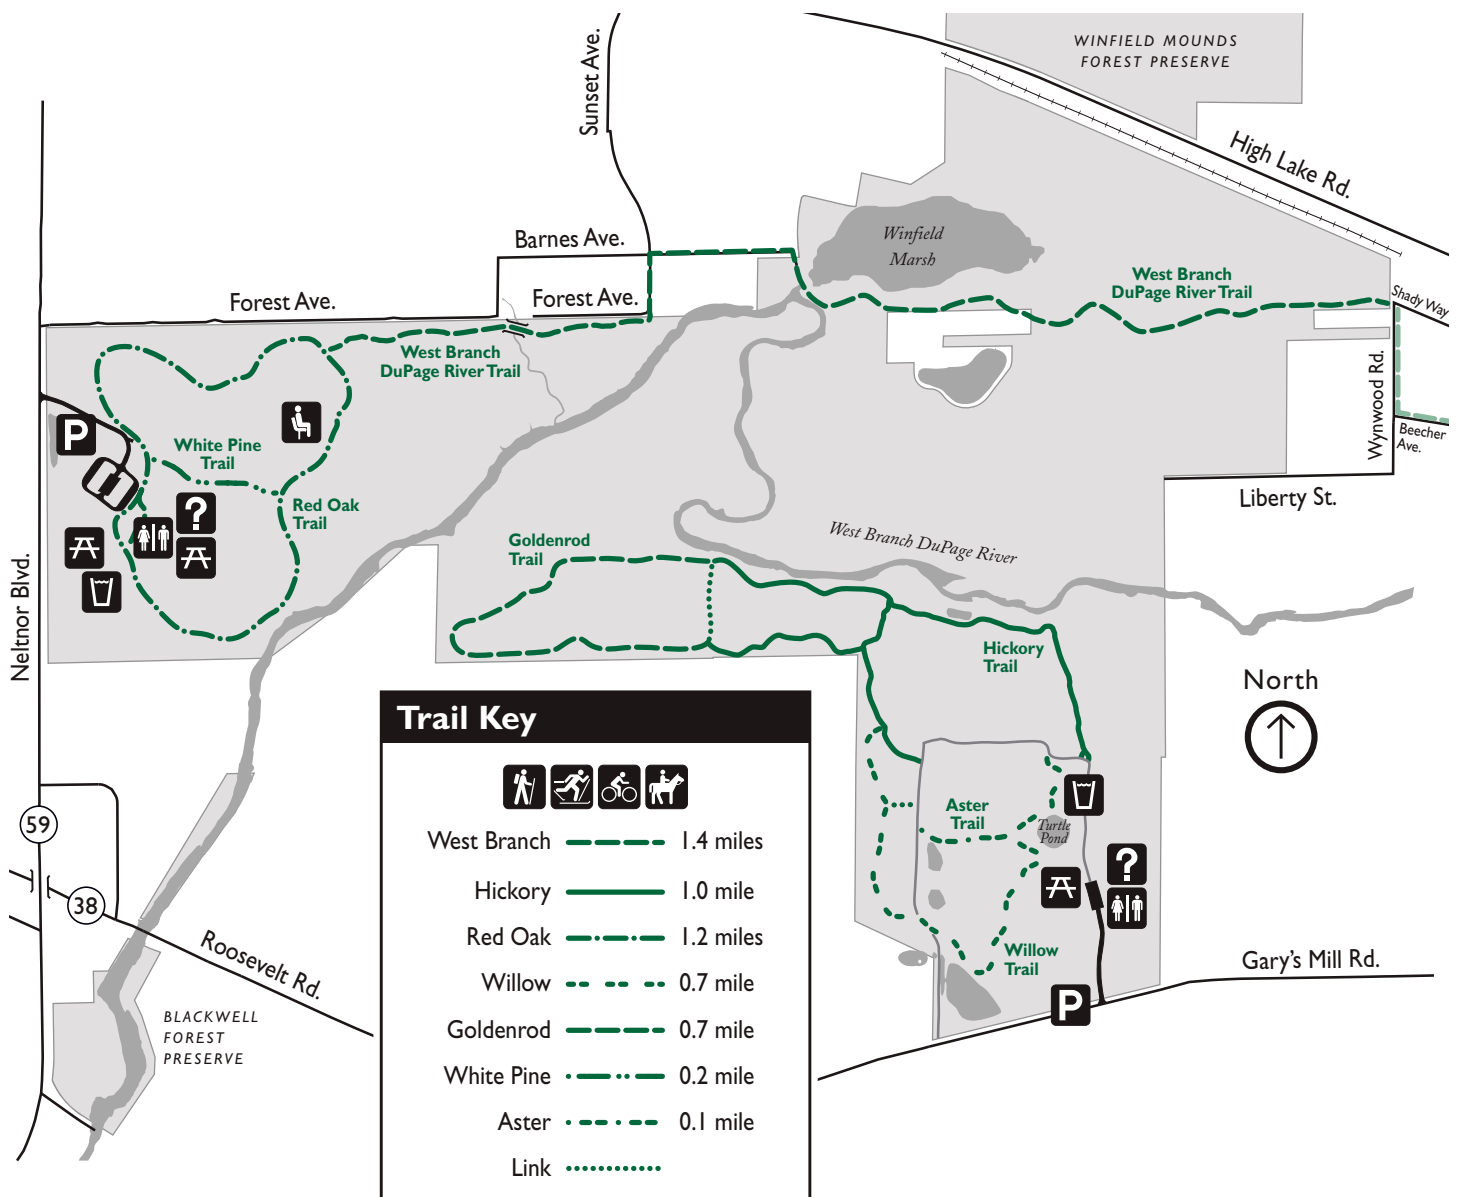 WINFIELD MOUNDS
FOREST PRESERVE
Sunset Ave.
High Lake Rd.
Barnes Ave.
Winfield
Marsh
West Branch
DuPage River Trail
Forest Ave.
Forest Ave.
Shady Way
West Branch
DuPage River Trail
Wynwood Rd.
Beecher
Ave.
P
White Pine
Trail
Liberty St.
Red Oak
Trail
?
West Branch DuPage River
Goldenrod
Trail
Neltnor Blvd.
Hickory
Trail
North
Trail Key
59
38
Aster
Trail
Turtle
Pond
?
West Branch 1.4 miles
Hickory 1.0 mile
Red Oak 1.2 miles
Willow 0.7 mile
Goldenrod 0.7 mile
White Pine 0.2 mile
Aster 0.1 mile
Link
Roosevelt Rd.
Willow
Trail
Gary's Mill Rd.
P
BLACKWELL
FOREST
PRESERVE